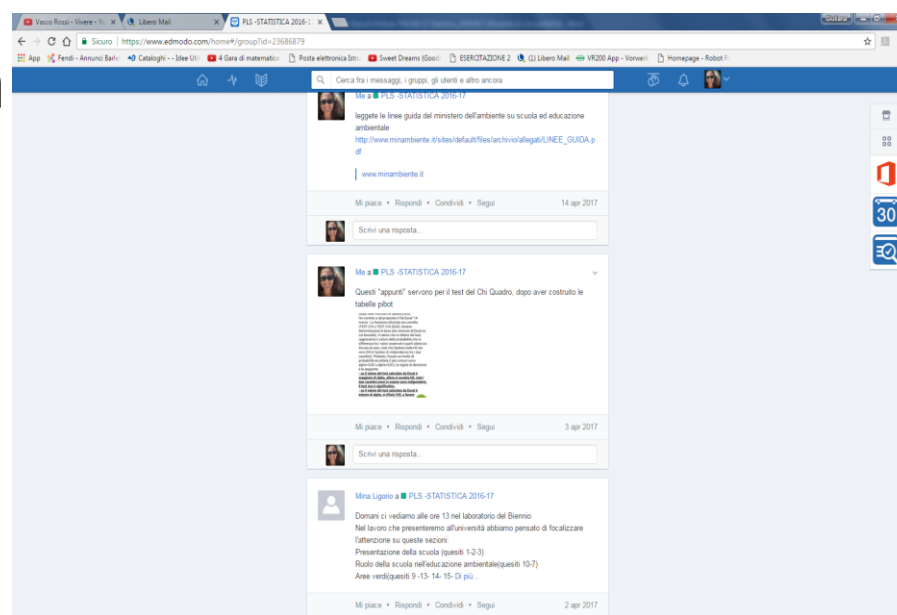 Vasco Rossi - Vivere - Yo
Libero Mail
PLS -STATISTICA 2016-1
Sicuro | https://www.edmodo.com/home#/group?id=23686879
App
Fendi - Annunci Barle
Cataloghi - - Idee Uti
4 Gara di matematica
Posta elettronica Istru
Sweet Dreams (Good
ESERCITAZIONE 2
(1) Libero Mail
VR200 App - Vorwerk
Homepage - Robot F
Cerca fra i messaggi, i gruppi, gli utenti e altro ancora
Me a PLS -STATISTICA 2016-17
leggete le linee guida del ministero dell'ambiente su scuola ed educazione
ambientale
http://www.minambiente.it/sites/default/files/archivio/allegati/LINEE_GUIDA.p
df
www.minambiente.it
Mi piace • Rispondi • Condividi • Segui 14 apr 2017
Scrivi una risposta...
30
Me a PLS -STATISTICA 2016-17
Questi "appunti" servono per il test del Chi Quadro, dopo aver costruito le
tabelle pibot
Mi piace • Rispondi • Condividi • Segui 3 apr 2017
Scrivi una risposta...
Mina Ligorio a PLS -STATISTICA 2016-17
Domani ci vediamo alle ore 13 nel laboratorio del Biennio
Nel lavoro che presenteremo all'università abbiamo pensato di focalizzare
l'attenzione su queste sezioni:
Presentazione della scuola (quesiti 1-2-3)
Ruolo della scuola nell'educazione ambientale(quesiti 10-7)
Aree verdi(quesiti 9 -13- 14- 15- Di più...
Mi piace • Rispondi • Condividi • Segui 2 apr 2017